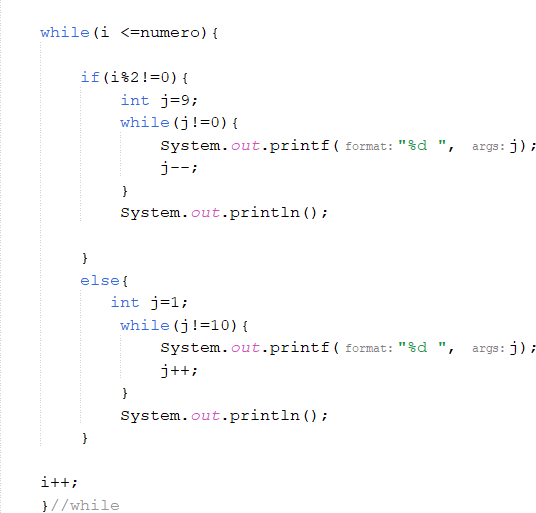 while(i <=numero){
if(i%2!=0){
int j=9;
while(j!=0){
System.out.printf( format: "%d ", args: j);
j--;
}
System.out.println();
}
else{
int j=1;
while(j!=10){
System.out.printf( format: "%d ", args: j);
j++;
}
System.out.println();
}
i++;
}//while